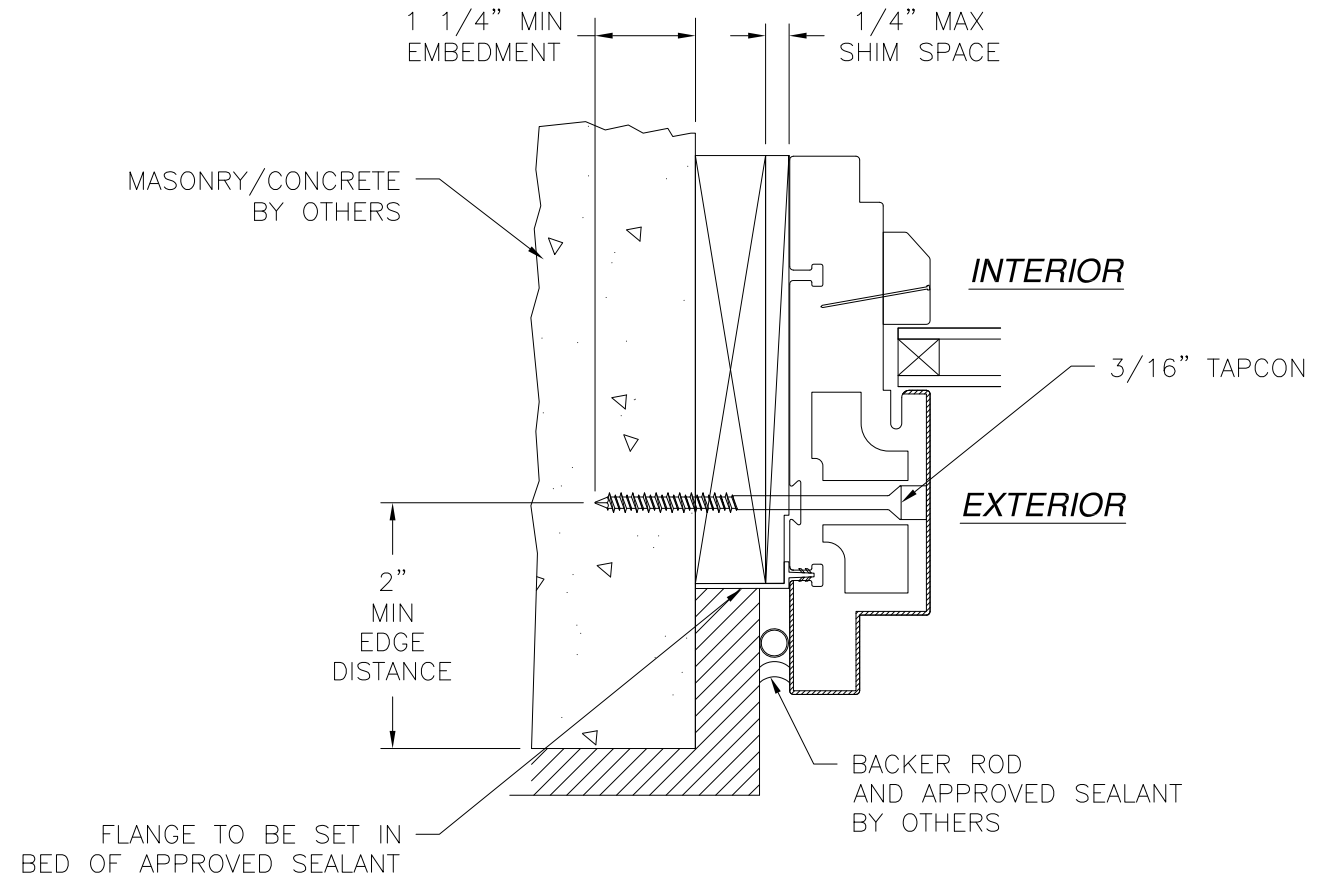 1 1/4” MIN
EMBEDMENT
1/4” MAX
SHIM SPACE
MASONRY/CONCRETE
BY OTHERS
INTERIOR
3/16” TAPCON
EXTERIOR
2”
MIN
EDGE
DISTANCE
BACKER ROD
AND APPROVED SEALANT
BY OTHERS
FLANGE TO BE SET IN
BED OF APPROVED SEALANT